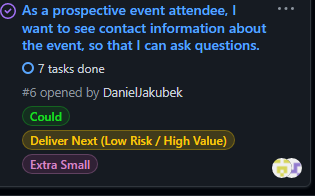 As a prospective event attendee, I
want to see contact information about
the event, so that I can ask questions.
7 tasks done
#6 opened by DanielJakubek
Could
Deliver Next (Low Risk / High Value)
Extra Small